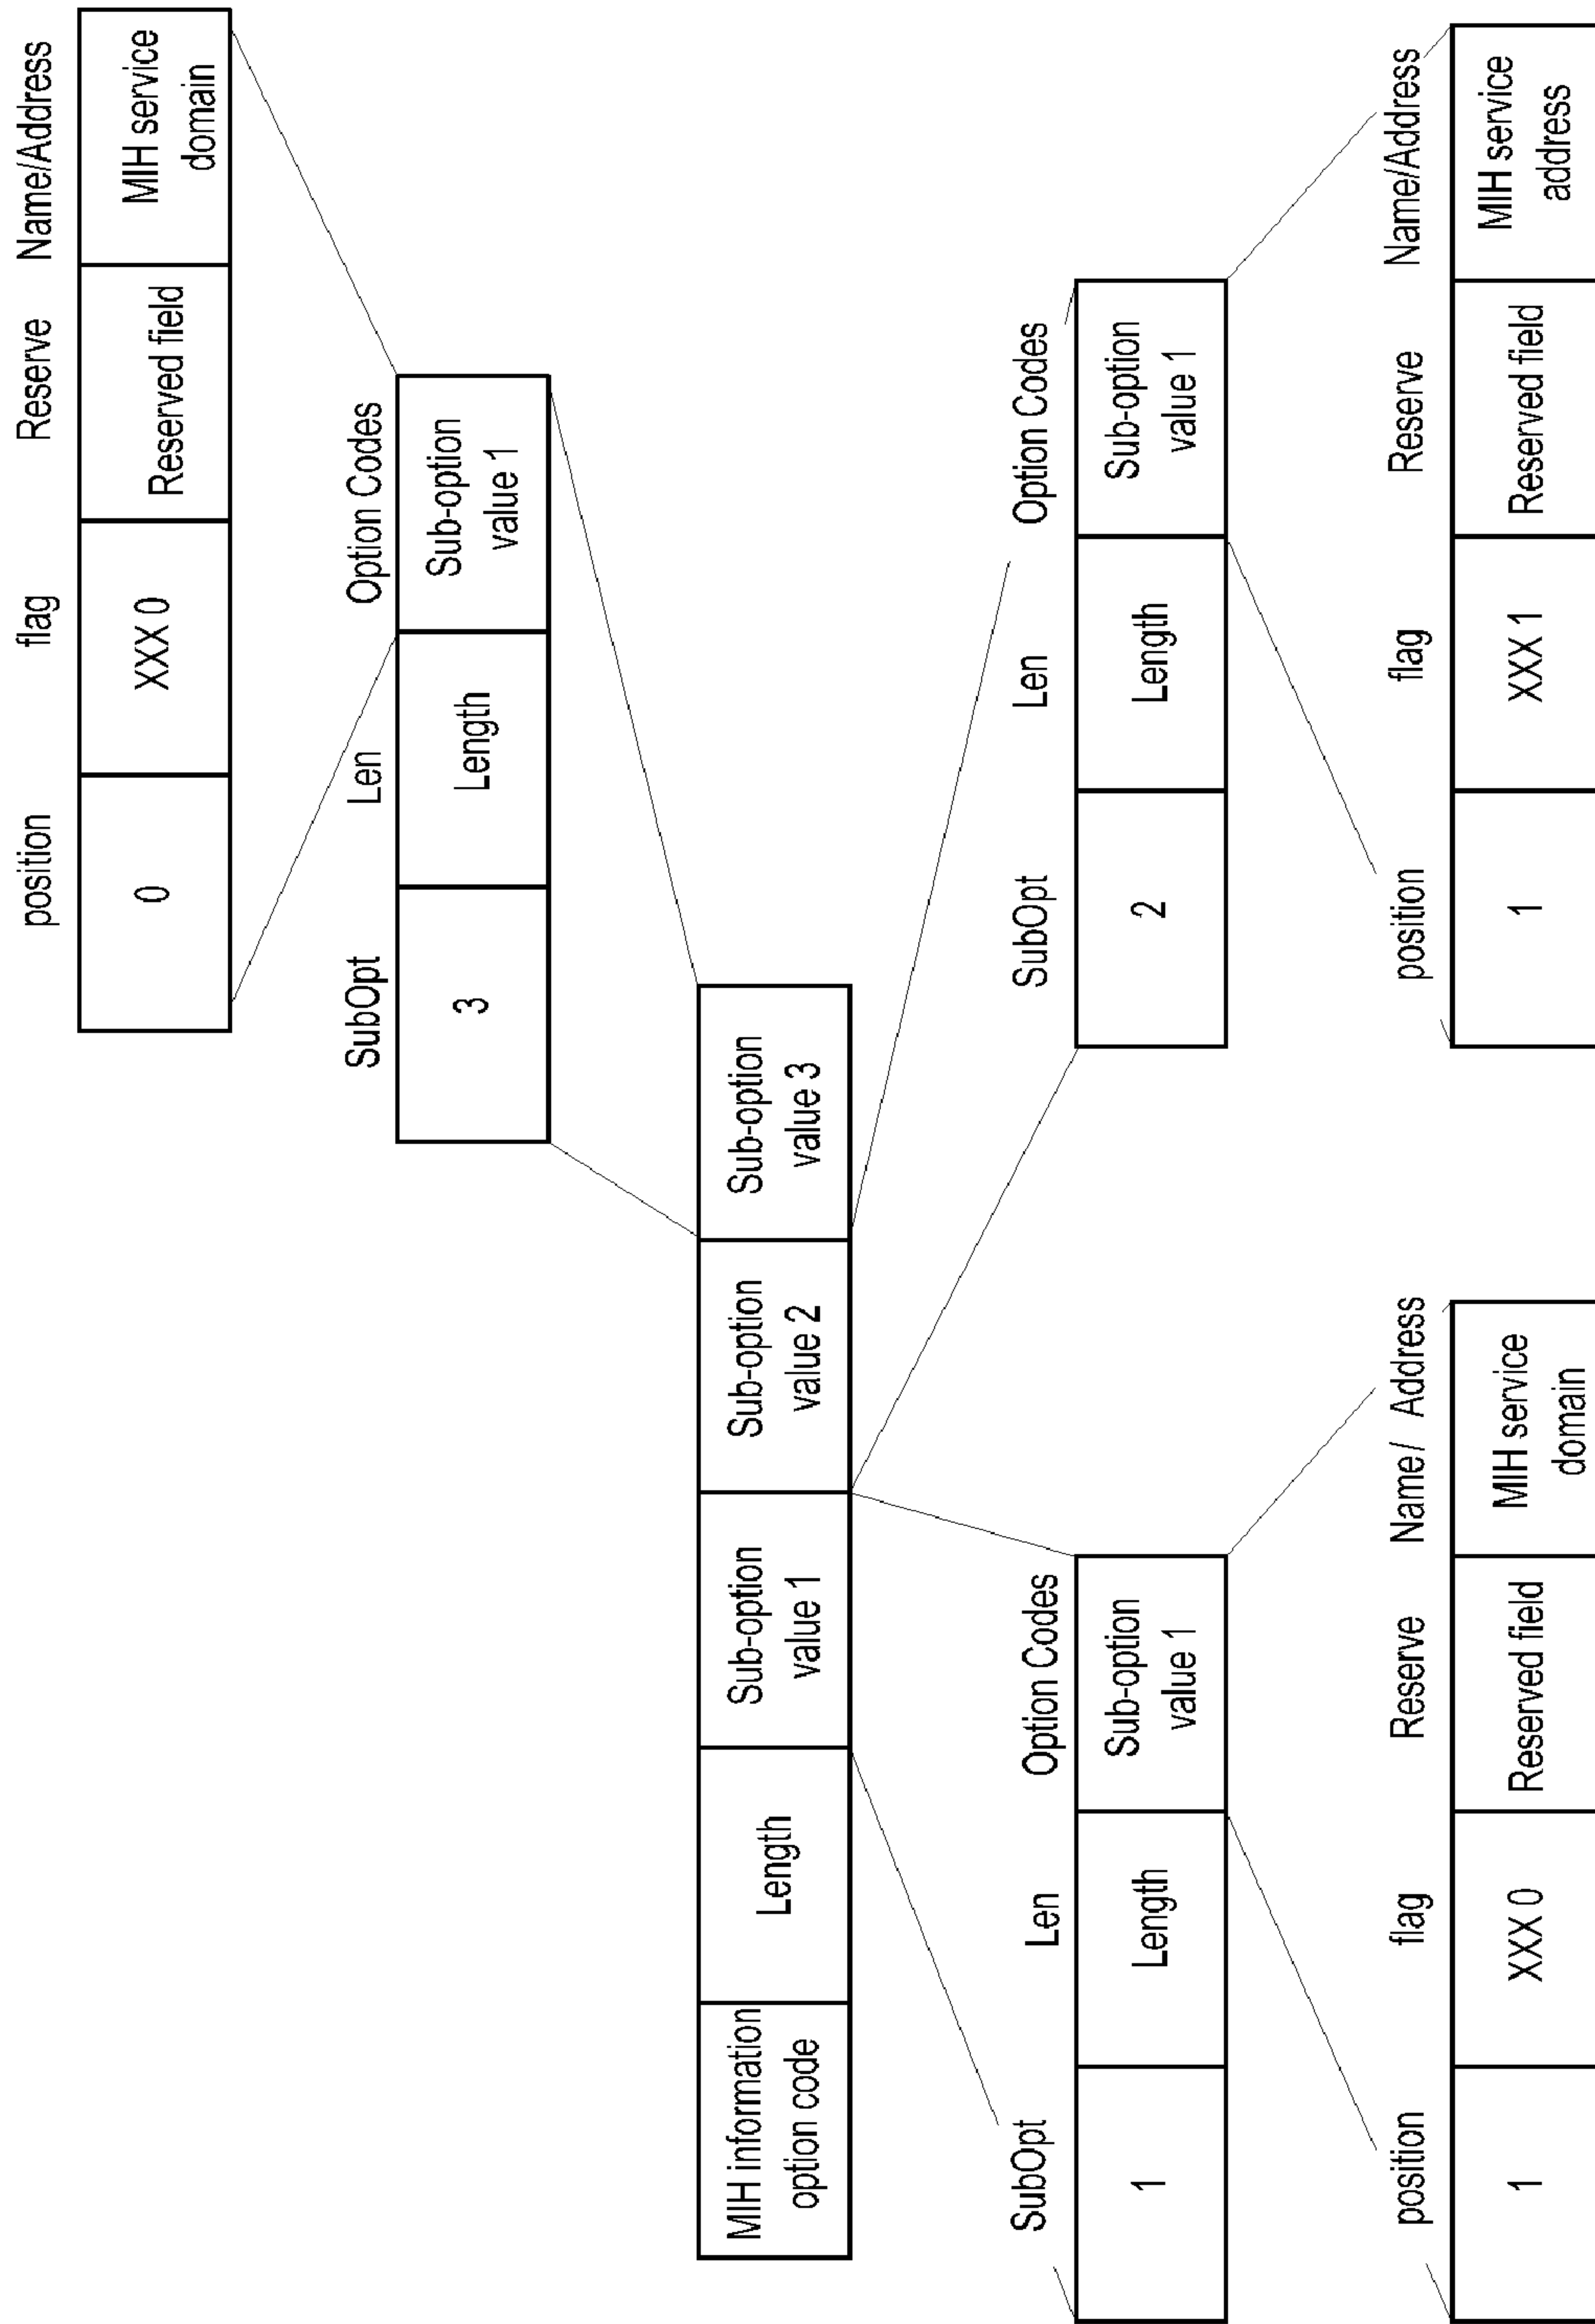 position flag Reserve Name/Address
0 XXX 0 Reserved field MIH service
domain
SubOpt Len Option Codes
3 Length Sub-option
value 1
MIH information
option code
Length
Sub-option
value 1
Sub-option
value 2
Sub-option
value 3
SubOpt Len Option Codes
1 Length Sub-option
value 1
SubOpt Len Option Codes
2 Length Sub-option
value 1
position flag Reserve Name / Address
1 XXX 0 Reserved field MIH service
domain
position flag Reserve Name/Address
1 XXX 1 Reserved field MIH service
address